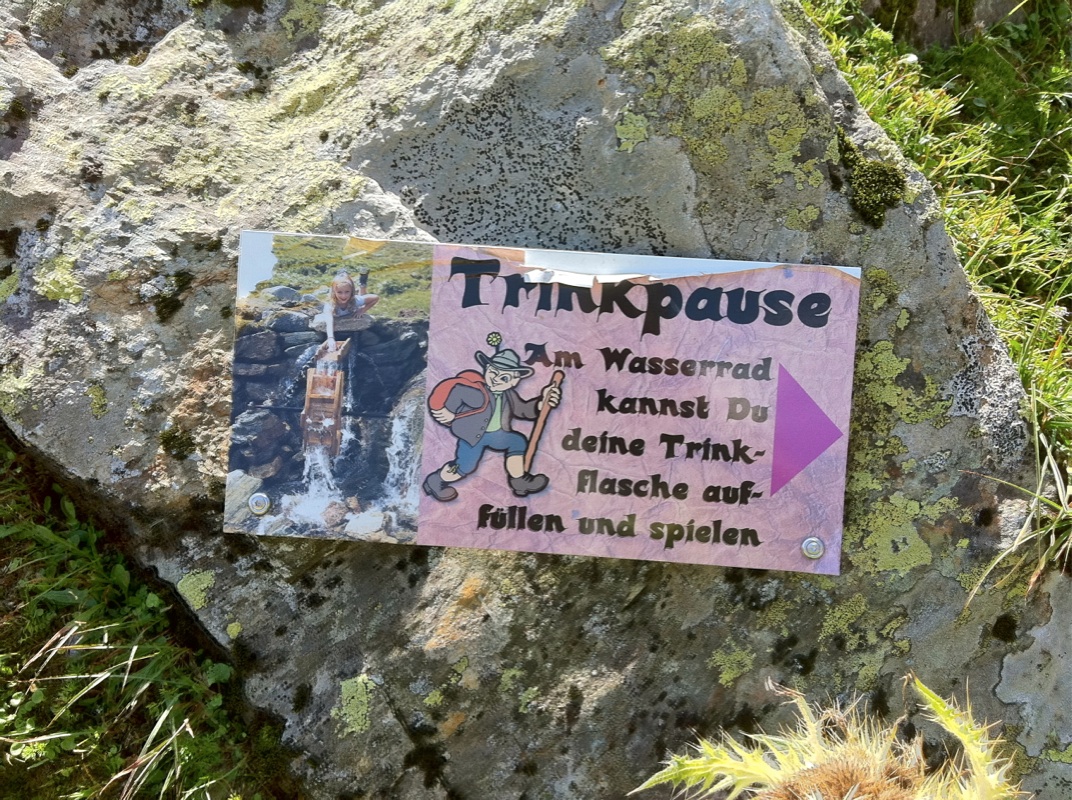 Trinkpause
Am Wasserrad
kannst Du
deine Trink-
flasche auf-
füllen und spielen